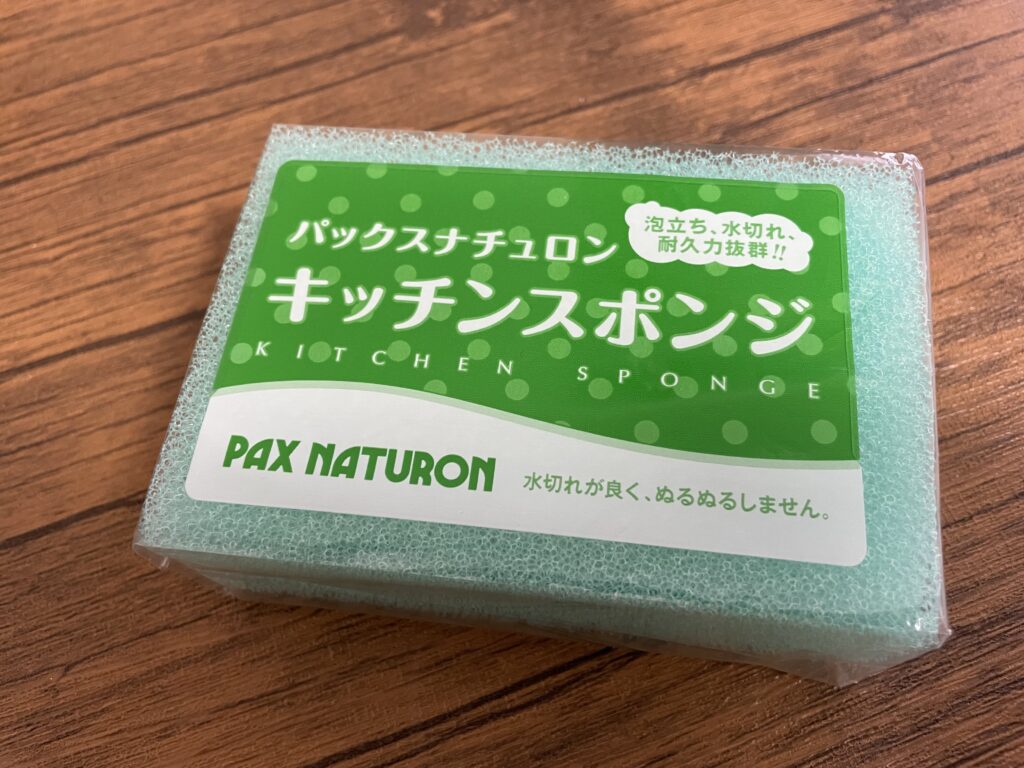 パックスナチュロン
泡立ち、水切れ、
耐久力抜群!!
キッチンスポンジ
KITCHEN SPONGE
PAX NATURON
水切れが良く、ぬるぬるしません。